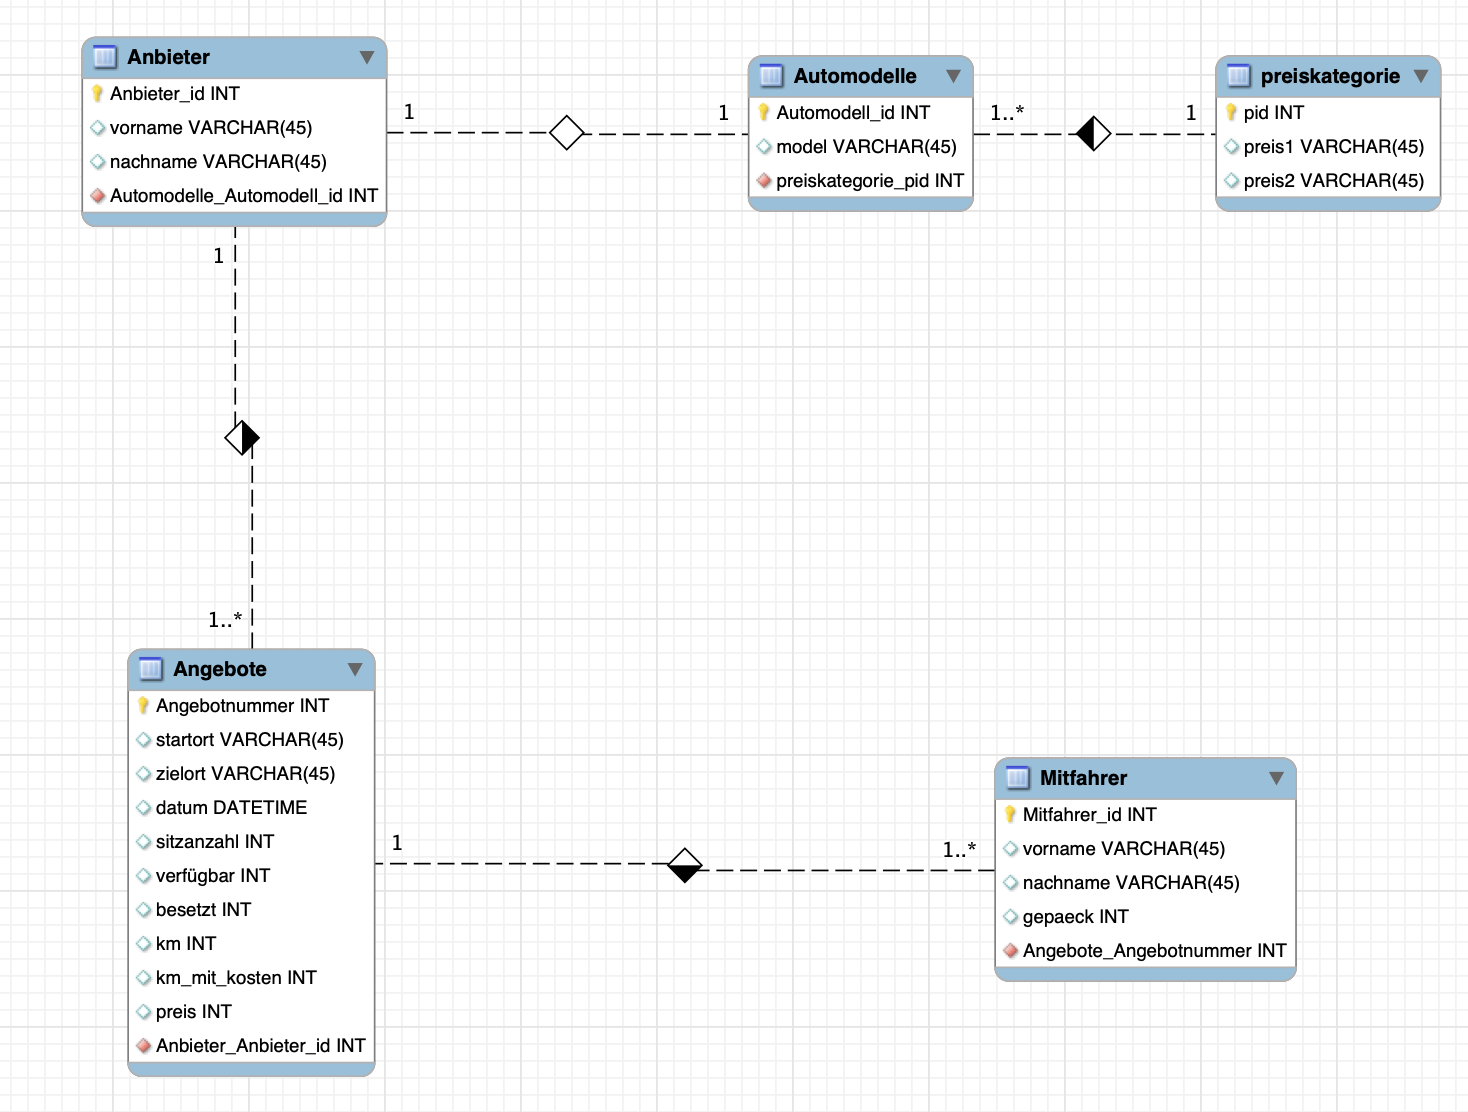 Anbieter
Anbieter_id INT
vorname VARCHAR(45)
nachname VARCHAR(45)
Automodelle_Automodell_id INT
1
1
Automodelle
Automodell_id INT
model VARCHAR(45)
preiskategorie_pid INT
1..*
1
preiskategorie
pid INT
preis1 VARCHAR(45)
preis2 VARCHAR(45)
1
1..*
Angebote
Angebotnummer INT
startort VARCHAR(45)
zielort VARCHAR(45)
datum DATETIME
sitzanzahl INT
verfügbar INT
besetzt INT
km INT
km_mit_kosten INT
preis INT
Anbieter_Anbieter_id INT
1
1..*
Mitfahrer
Mitfahrer_id INT
vorname VARCHAR(45)
nachname VARCHAR(45)
gepaeck INT
Angebote_Angebotnummer INT